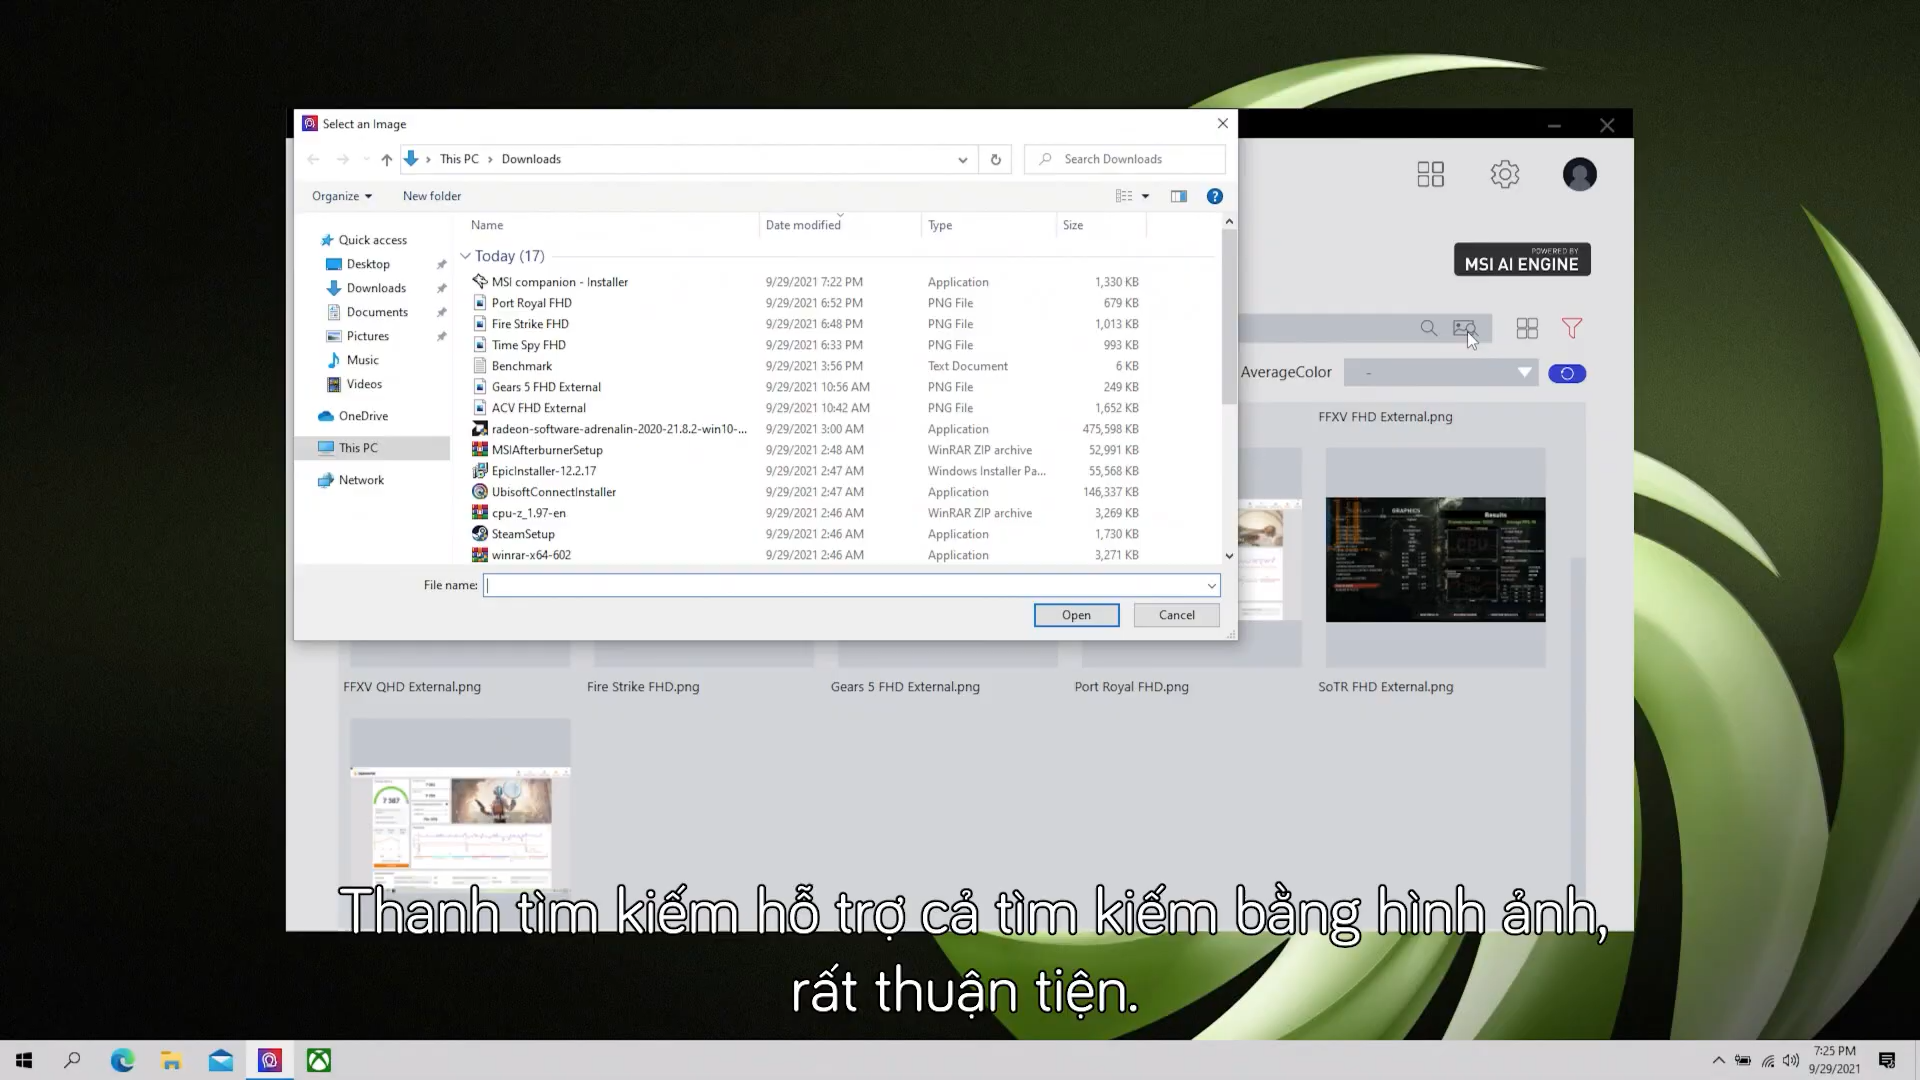 Select an Image
This PC > Downloads
Search Downloads
Organize
New folder
Name
Date modified
Type
Size
Quick access
Desktop
Downloads
Documents
Pictures
Music
Videos
OneDrive
This PC
Network
Today (17)
MSI companion - Installer 9/29/2021 7:22 PM Application 1,330 KB
Port Royal FHD 9/29/2021 6:52 PM PNG File 679 KB
Fire Strike FHD 9/29/2021 6:48 PM PNG File 1,013 KB
Time Spy FHD 9/29/2021 6:33 PM PNG File 993 KB
Benchmark 9/29/2021 3:56 PM Text Document 6 KB
Gears 5 FHD External 9/29/2021 10:56 AM PNG File 249 KB
ACV FHD External 9/29/2021 10:42 AM PNG File 1,652 KB
radeon-software-adrenalin-2020-21.8.2-win10-... 9/29/2021 3:00 AM Application 475,598 KB
MSIAfterburnerSetup 9/29/2021 2:48 AM WinRAR ZIP archive 52,991 KB
EpicInstaller-12.2.17 9/29/2021 2:47 AM Windows Installer Pa... 55,568 KB
UbisoftConnectInstaller 9/29/2021 2:47 AM Application 146,337 KB
cpu-z_1.97-en 9/29/2021 2:46 AM WinRAR ZIP archive 3,269 KB
SteamSetup 9/29/2021 2:46 AM Application 1,730 KB
winrar-x64-602 9/29/2021 2:46 AM Application 3,271 KB
File name:
Open
Cancel
POWERED BY
MSI AI ENGINE
AverageColor
-
FFXV FHD External.png
GRAPHICS
Results
CPU
FFXV QHD External.png
Fire Strike FHD.png
Gears 5 FHD External.png
Port Royal FHD.png
SoTR FHD External.png
7 387
Thanh tìm kiếm hỗ trợ cả tìm kiếm bằng hình ảnh,
rất thuận tiện.
7:25 PM
9/29/2021